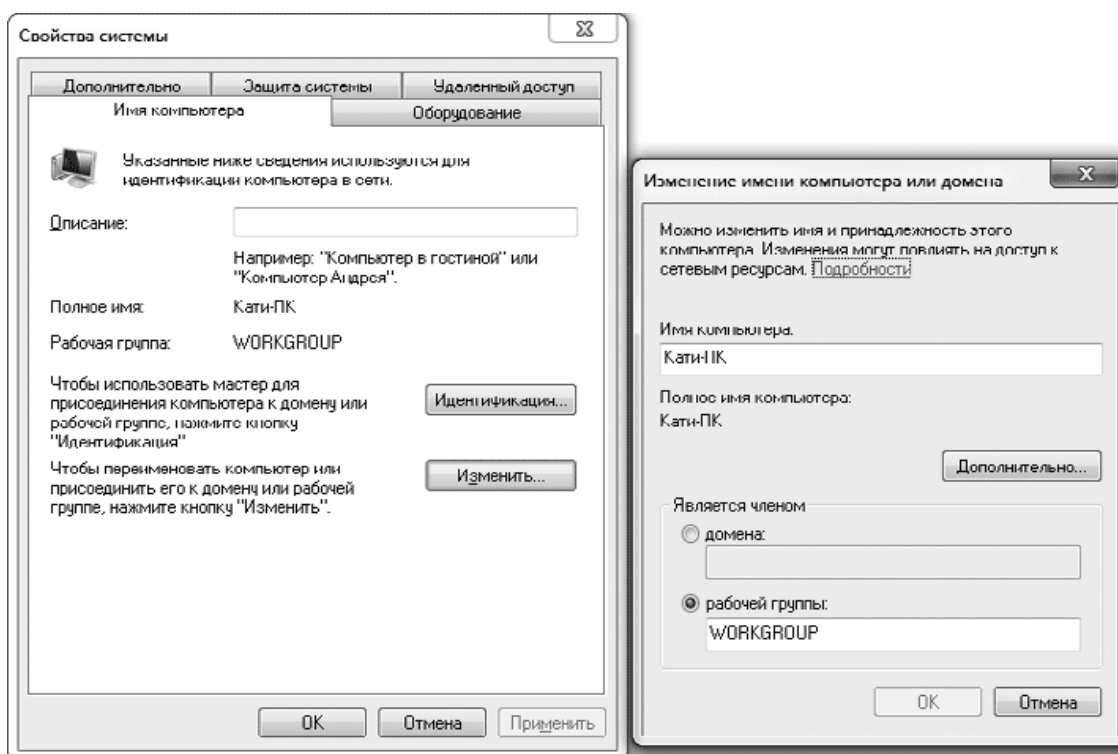 Свойства системы
Дополнительно
Защита системы
Удаленный доступ
Имя компьютера
Оборудование
Указанные ниже сведения используются для
идентификации компьютера в сети.
Описание:
Например: "Компьютер в гостиной" или
"Компьютер Андрея".
Полное имя:
Кати-ПК
Рабочая группа:
WORKGROUP
Чтобы использовать мастер для
присоединения компьютера к домену или
рабочей группе, нажмите кнопку
"Идентификация"
Идентификация...
Чтобы переименовать компьютер или
присоединить его к домену или рабочей
группе, нажмите кнопку "Изменить".
Изменить...
OK
Отмена
Применить
Изменение имени компьютера или домена
Можно изменить имя и принадлежность этого
компьютера. Изменения могут повлиять на доступ к
сетевым ресурсам. Подробности
Имя компьютера:
Кати-ПК
Полное имя компьютера:
Кати-ПК
Дополнительно...
Является членом
домена:
рабочей группы:
WORKGROUP
OK
Отмена